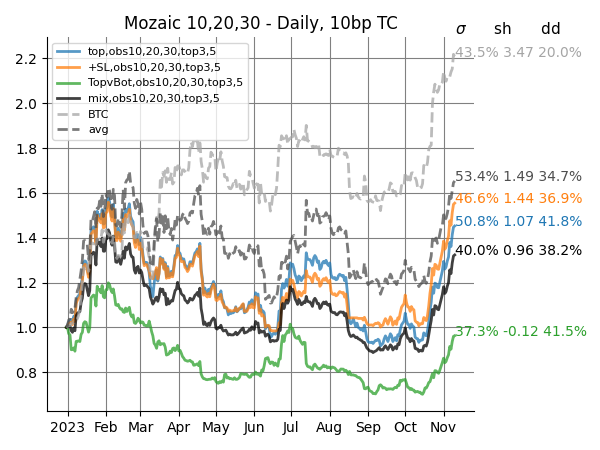 Mozaic 10,20,30 - Daily, 10bp TC
σ sh dd
top,obs10,20,30,top3,5
+SL,obs10,20,30,top3,5
TopvBot,obs10,20,30,top3,5
mix,obs10,20,30,top3,5
BTC
avg
43.5% 3.47 20.0%
53.4% 1.49 34.7%
46.6% 1.44 36.9%
50.8% 1.07 41.8%
40.0% 0.96 38.2%
37.3% -0.12 41.5%
2.2
2.0
1.8
1.6
1.4
1.2
1.0
0.8
2023 Feb Mar Apr May Jun Jul Aug Sep Oct Nov